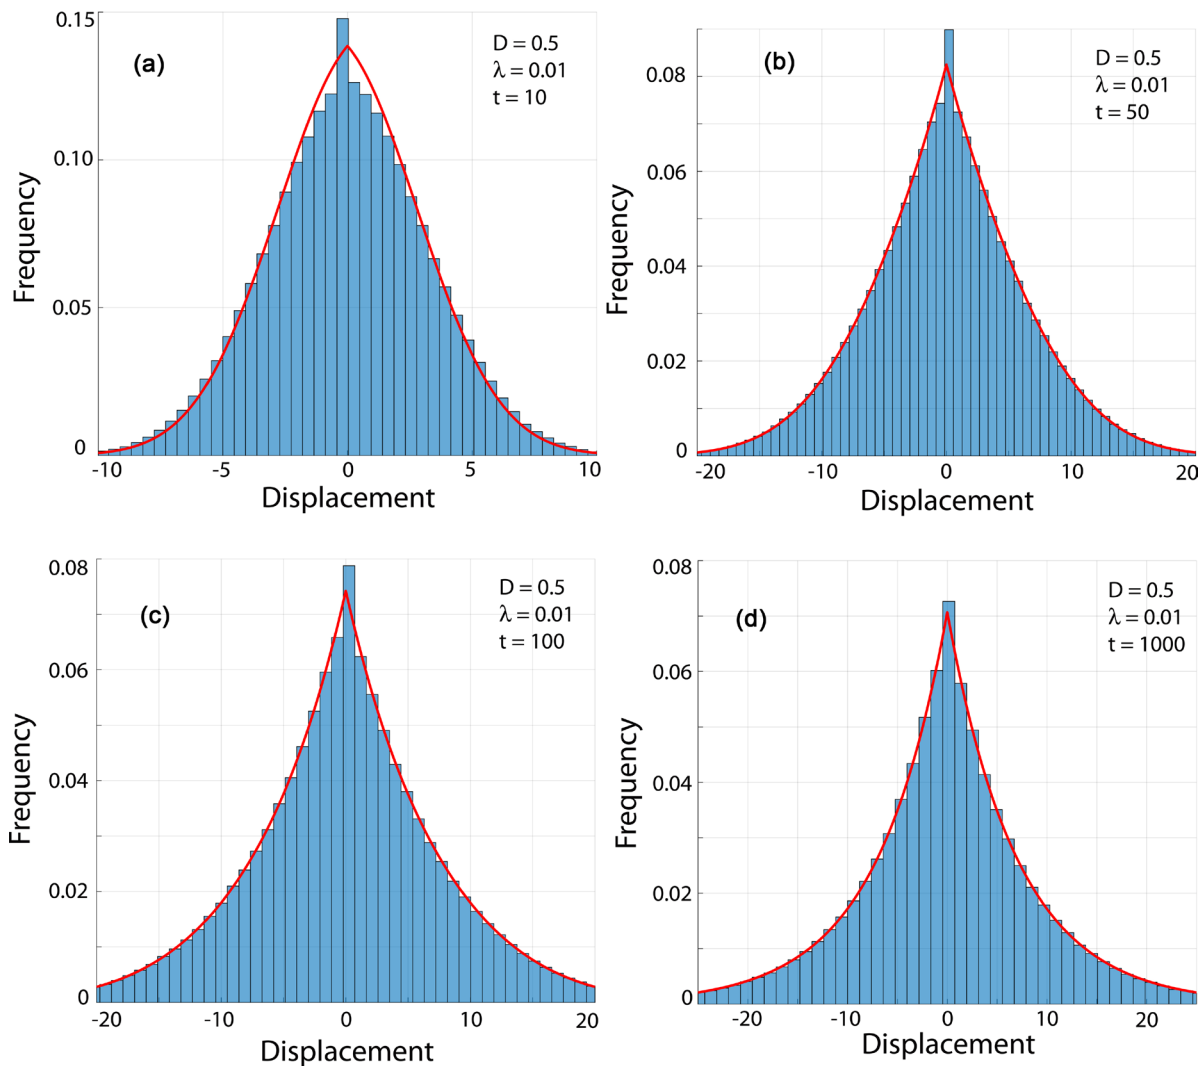 (a)
D = 0.5
λ = 0.01
t = 10
0.15
0.10
0.05
0
Frequency
-10 -5 0 5 10
Displacement
(b)
D = 0.5
λ = 0.01
t = 50
0.08
0.06
0.04
0.02
0
Frequency
-20 -10 0 10 20
Displacement
(c)
D = 0.5
λ = 0.01
t = 100
0.08
0.06
0.04
0.02
0
Frequency
-20 -10 0 10 20
Displacement
(d)
D = 0.5
λ = 0.01
t = 1000
0.08
0.06
0.04
0.02
0
Frequency
-20 -10 0 10 20
Displacement